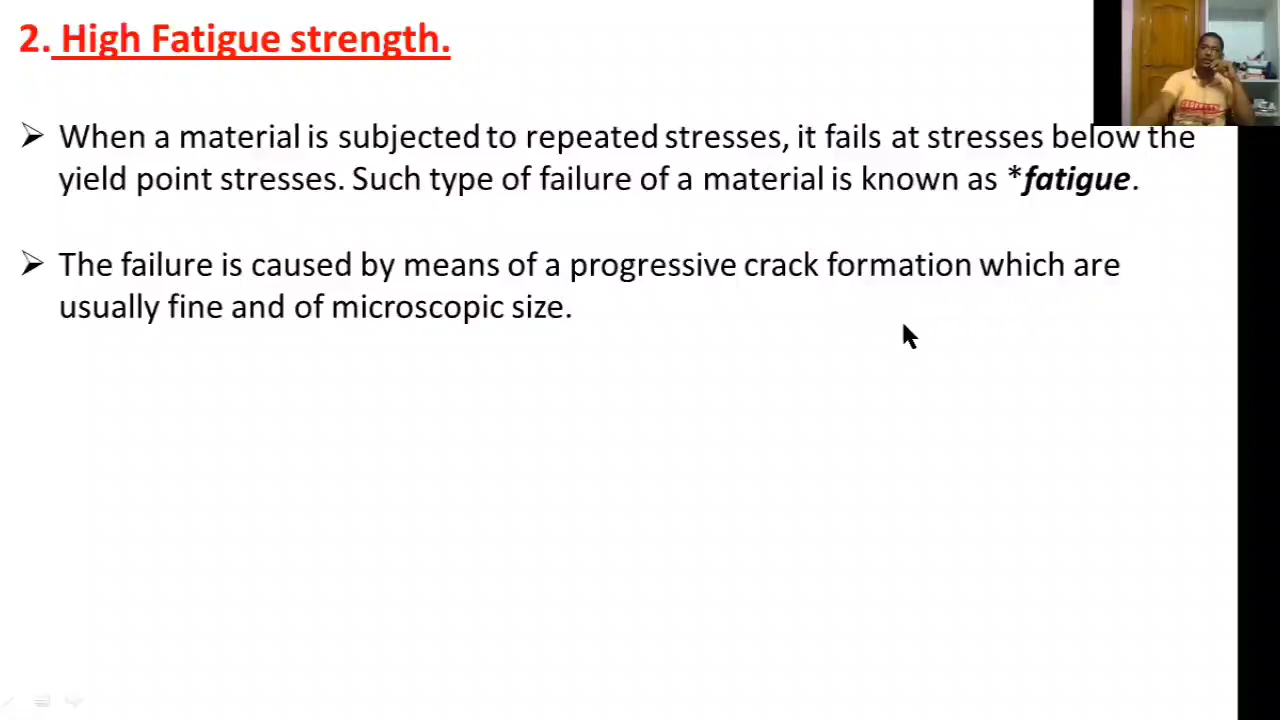 2. High Fatigue strength.
➢ When a material is subjected to repeated stresses, it fails at stresses below the
yield point stresses. Such type of failure of a material is known as *fatigue.
➢ The failure is caused by means of a progressive crack formation which are
usually fine and of microscopic size.